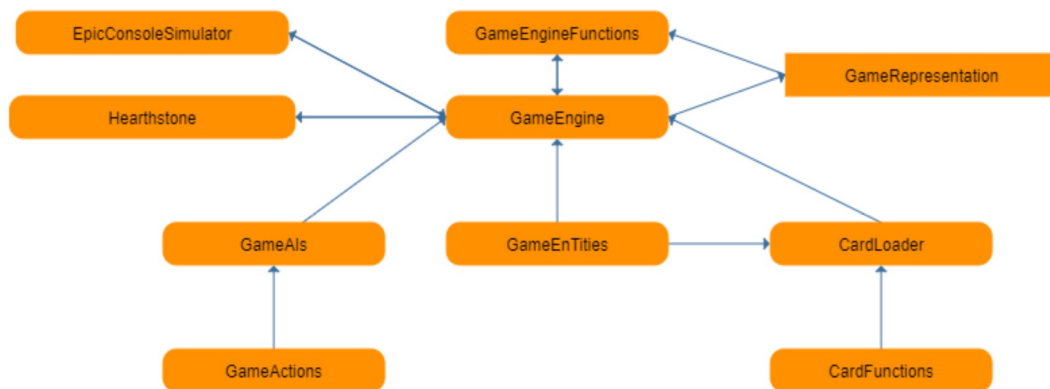 EpicConsoleSimulator
GameEngineFunctions
GameRepresentation
Hearthstone
GameEngine
GameAIs
GameEnTities
CardLoader
GameActions
CardFunctions